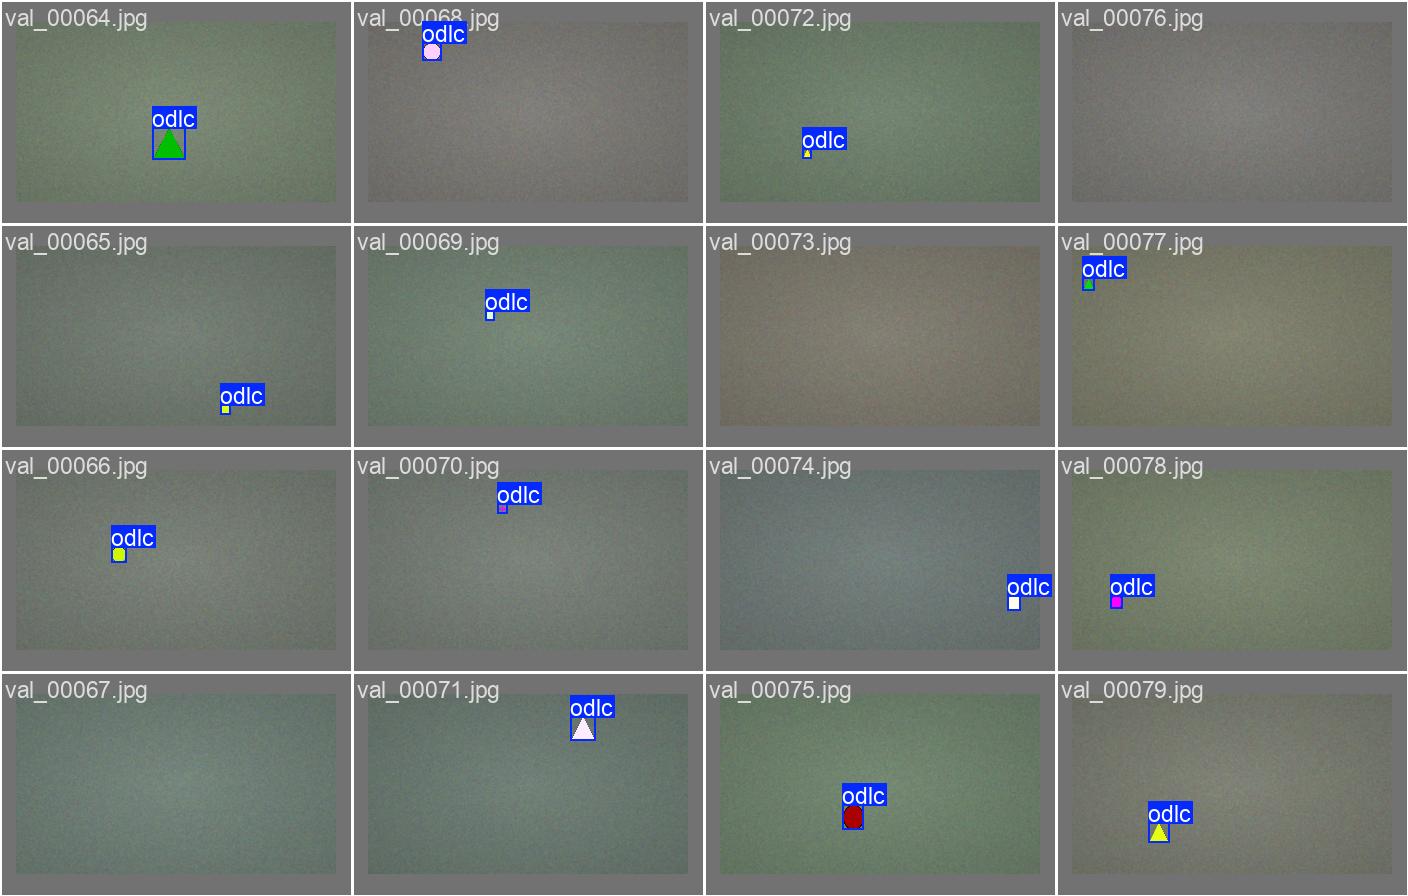 val_00064.jpg
odlc
val_00068.jpg
odlc
val_00072.jpg
odlc
val_00076.jpg
val_00065.jpg
odlc
val_00069.jpg
odlc
val_00073.jpg
val_00077.jpg
odlc
val_00066.jpg
odlc
val_00070.jpg
odlc
val_00074.jpg
odlc
val_00078.jpg
odlc
val_00067.jpg
val_00071.jpg
odlc
val_00075.jpg
odlc
val_00079.jpg
odlc